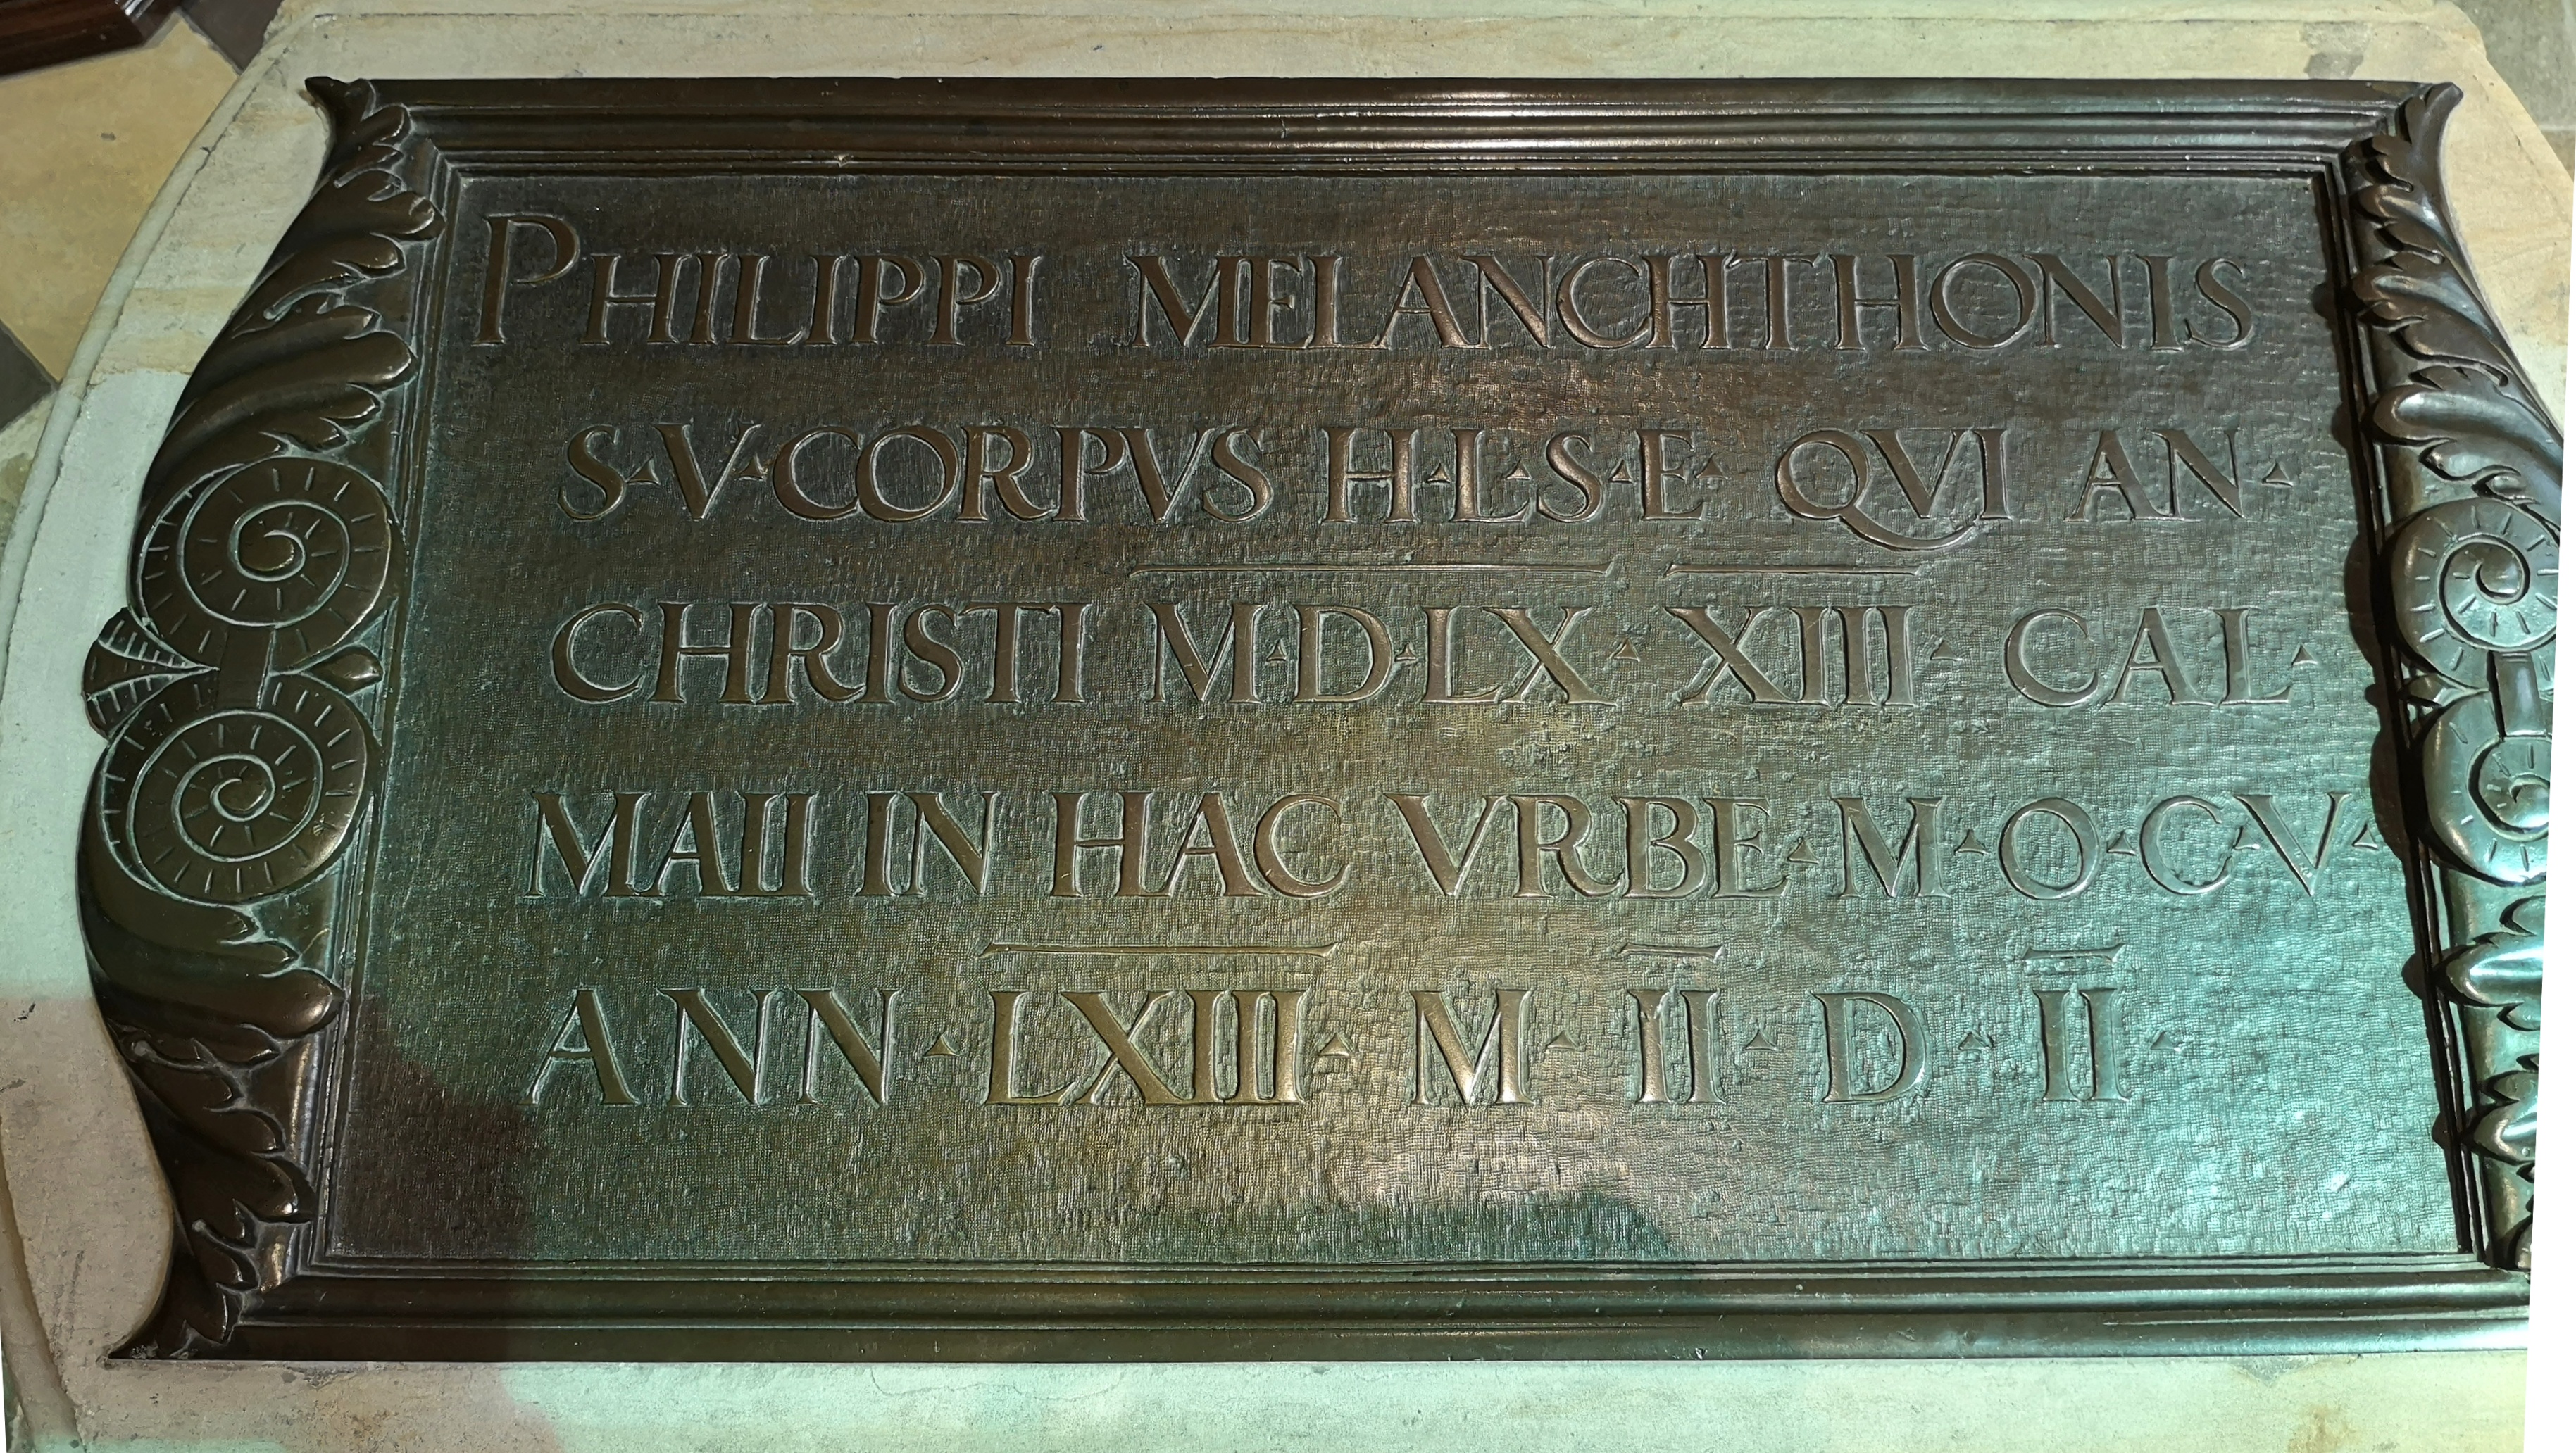 PHILIPPI MELANCHTHONIS
S·V·CORPVS H·L·S·E· QVI AN·
CHRISTI M·D·LX· XIII· CAL·
MAII IN HAC VRBE·M·O·C·V·
ANN·LXIII·M·II·D·II·